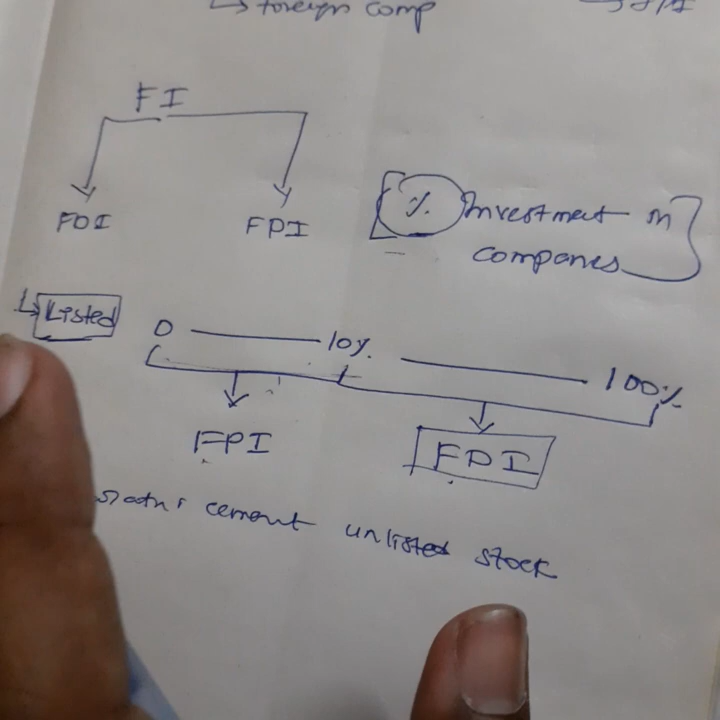 ↳ foreign comp
FI
FDI FPI
% Investment in
companies
↳ Listed 0 10% 100%
FPI FDI
cement unlisted stock